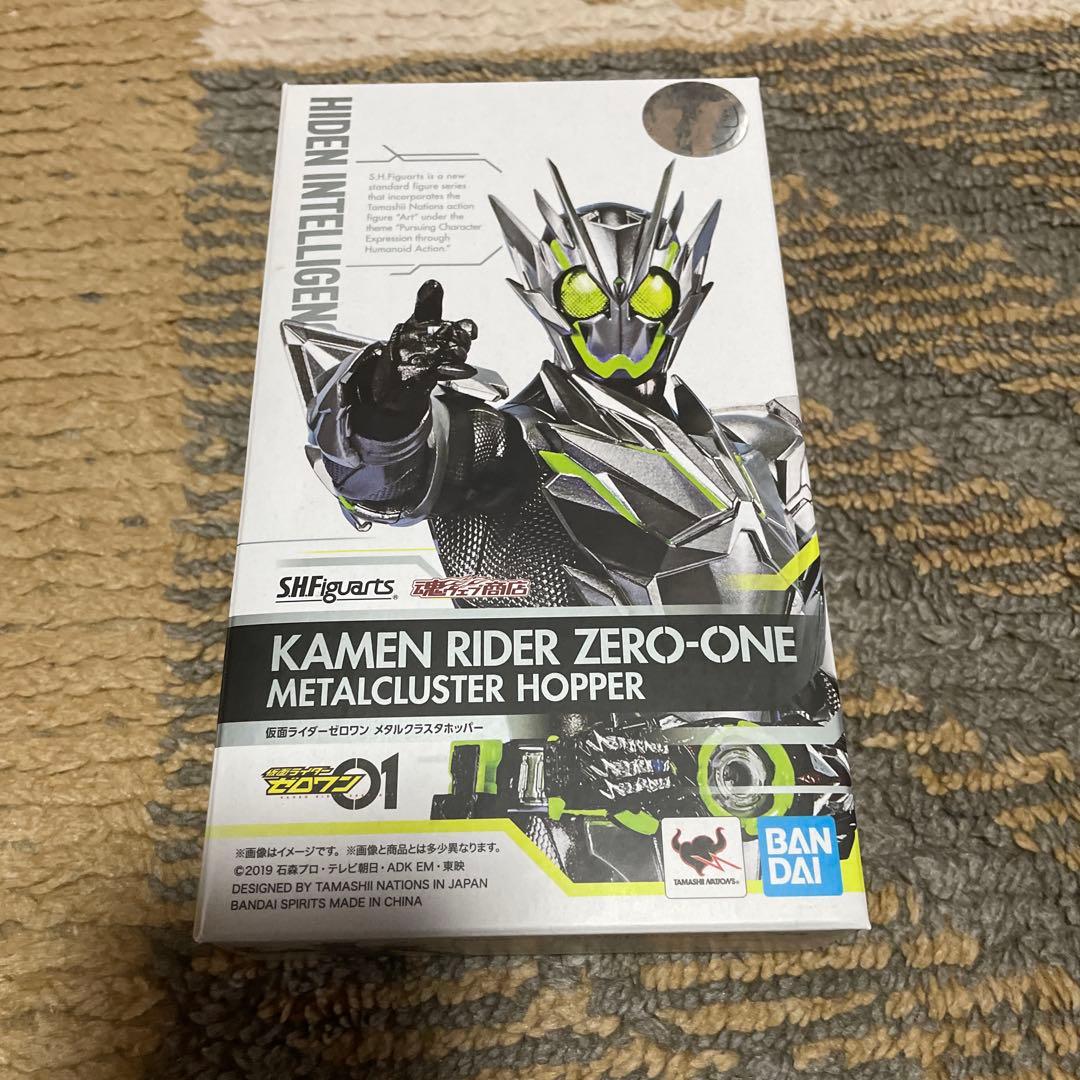 HIDEN INTELLIGENC
S.H.Figuarts is a new
standard figure series
that incorporates the
Tamashii Nations action
figure "Art" under the
theme "Pursuing Character
Expression through
Humanoid Action."
S.H.Figuarts® 魂ウェブ商店
KAMEN RIDER ZERO-ONE
METALCLUSTER HOPPER
仮面ライダーゼロワン メタルクラスタホッパー
仮面ライダー
ゼロワン 01
※画像はイメージです。 ※画像と商品とは多少異なります。
©2019 石森プロ・テレビ朝日・ADK EM・東映
DESIGNED BY TAMASHII NATIONS IN JAPAN
BANDAI SPIRITS MADE IN CHINA
TAMASHII NATIONS®
BAN
DAI